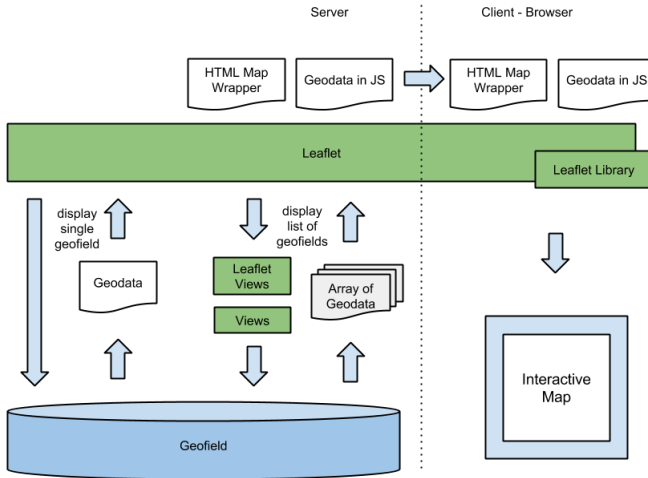 Server
Client - Browser
HTML Map
Wrapper
Geodata in JS
HTML Map
Wrapper
Geodata in JS
Leaflet
Leaflet Library
display
single
geofield
display
list of
geofields
Geodata
Leaflet
Views
Views
Array of
Geodata
Interactive
Map
Geofield